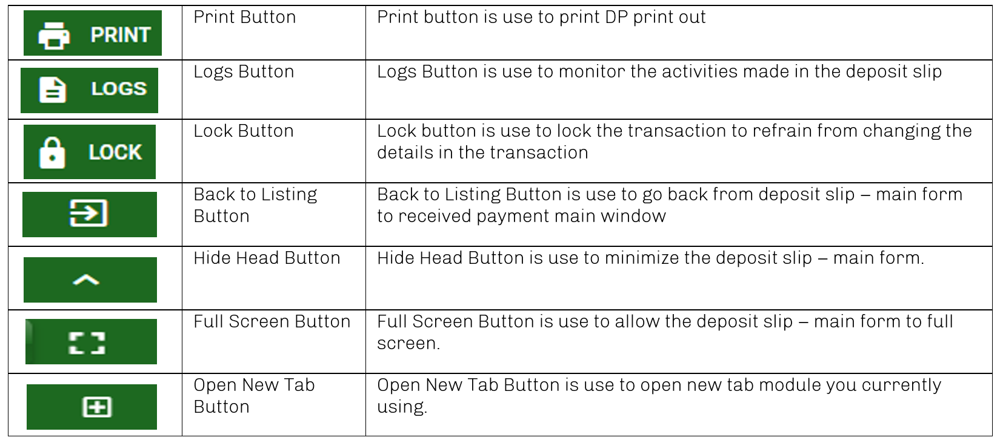 PRINT
Print Button
Print button is use to print DP print out
LOGS
Logs Button
Logs Button is use to monitor the activities made in the deposit slip
LOCK
Lock Button
Lock button is use to lock the transaction to refrain from changing the
details in the transaction
Back to Listing
Button
Back to Listing Button is use to go back from deposit slip – main form
to received payment main window
Hide Head Button
Hide Head Button is use to minimize the deposit slip – main form.
Full Screen Button
Full Screen Button is use to allow the deposit slip – main form to full
screen.
Open New Tab
Button
Open New Tab Button is use to open new tab module you currently
using.